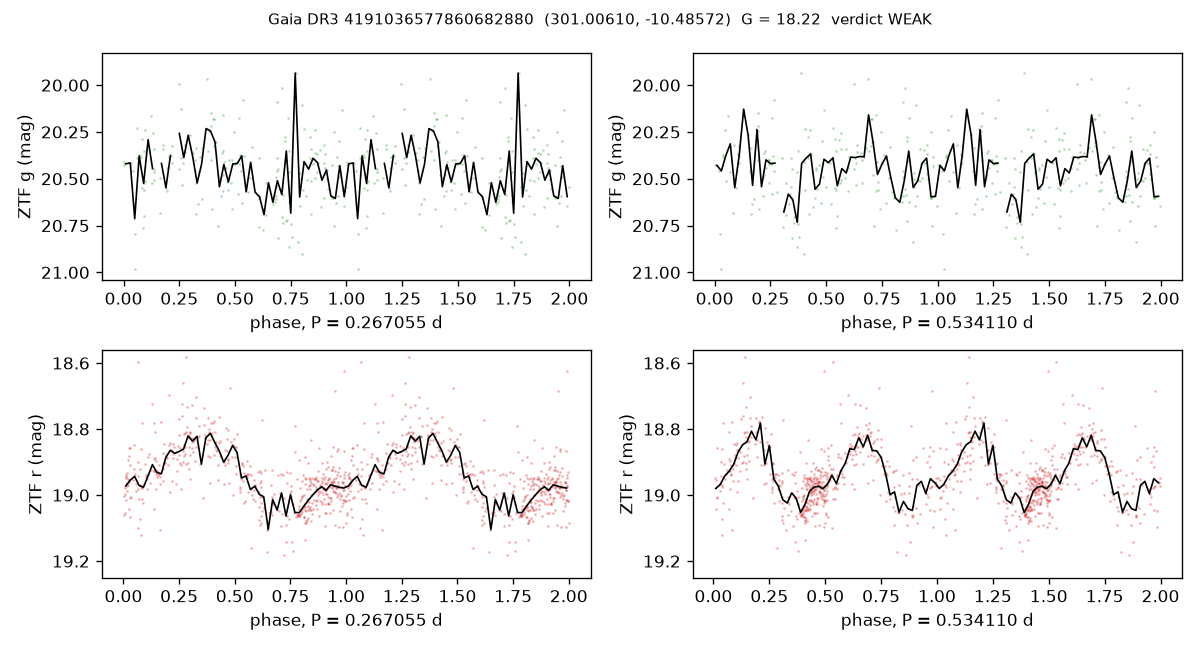 Gaia DR3 4191036577860682880  (301.00610, -10.48572)  G = 18.22  verdict WEAK
ZTF g (mag)
20.00
20.25
20.50
20.75
21.00
0.00 0.25 0.50 0.75 1.00 1.25 1.50 1.75 2.00
phase, P = 0.267055 d
ZTF g (mag)
20.00
20.25
20.50
20.75
21.00
0.00 0.25 0.50 0.75 1.00 1.25 1.50 1.75 2.00
phase, P = 0.534110 d
ZTF r (mag)
18.6
18.8
19.0
19.2
0.00 0.25 0.50 0.75 1.00 1.25 1.50 1.75 2.00
phase, P = 0.267055 d
ZTF r (mag)
18.6
18.8
19.0
19.2
0.00 0.25 0.50 0.75 1.00 1.25 1.50 1.75 2.00
phase, P = 0.534110 d